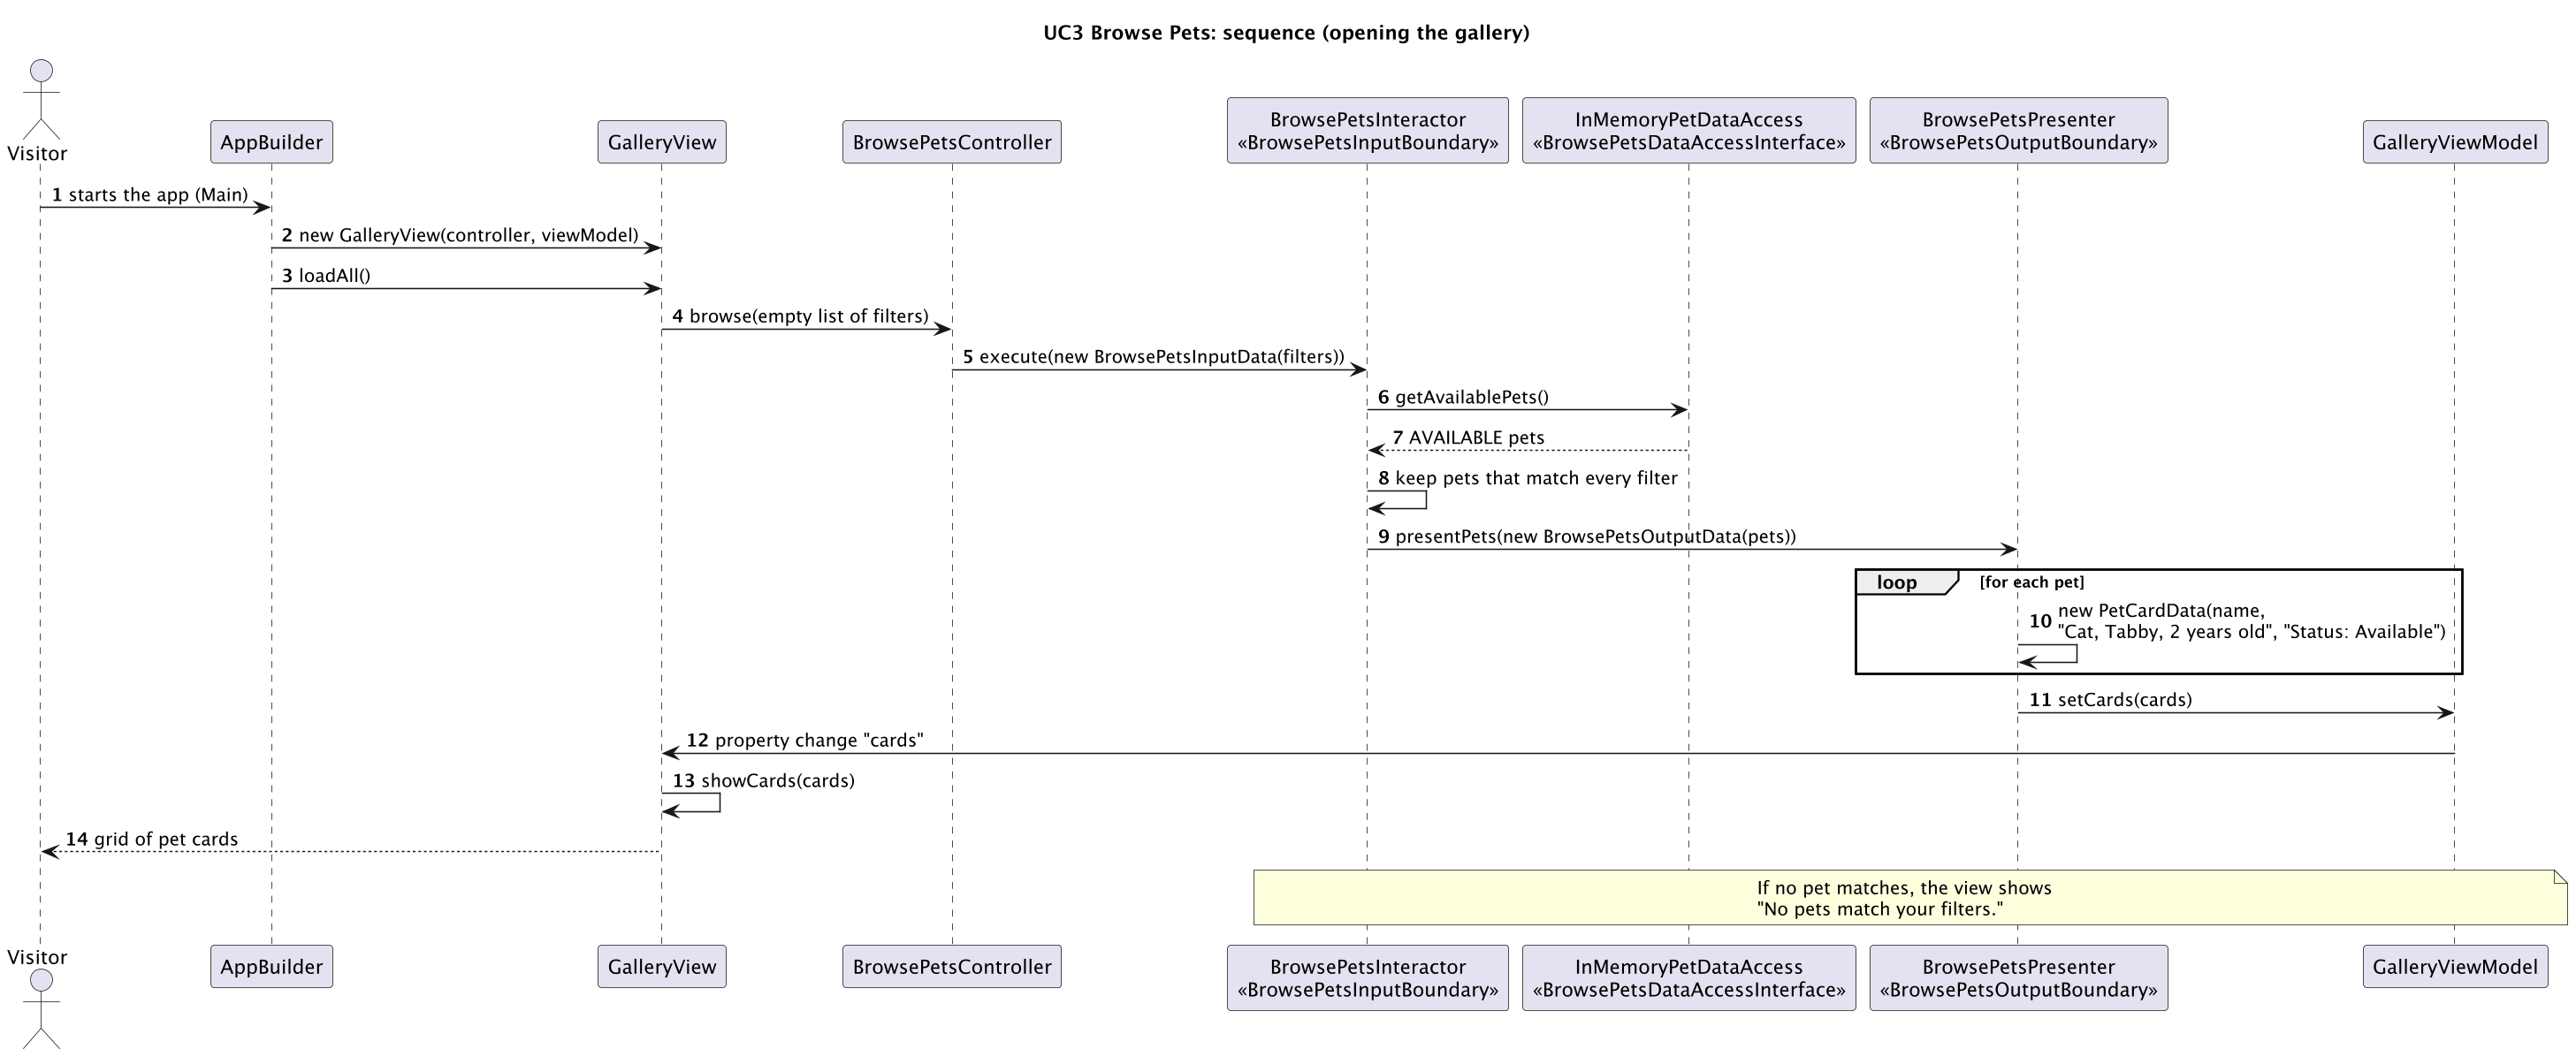 UC3 Browse Pets: sequence (opening the gallery)
Visitor
AppBuilder
GalleryView
BrowsePetsController
BrowsePetsInteractor
«BrowsePetsInputBoundary»
InMemoryPetDataAccess
«BrowsePetsDataAccessInterface»
BrowsePetsPresenter
«BrowsePetsOutputBoundary»
GalleryViewModel
1 starts the app (Main)
2 new GalleryView(controller, viewModel)
3 loadAll()
4 browse(empty list of filters)
5 execute(new BrowsePetsInputData(filters))
6 getAvailablePets()
7 AVAILABLE pets
8 keep pets that match every filter
9 presentPets(new BrowsePetsOutputData(pets))
loop [for each pet]
10 new PetCardData(name,
"Cat, Tabby, 2 years old", "Status: Available")
11 setCards(cards)
12 property change "cards"
13 showCards(cards)
14 grid of pet cards
If no pet matches, the view shows
"No pets match your filters."
Visitor
AppBuilder
GalleryView
BrowsePetsController
BrowsePetsInteractor
«BrowsePetsInputBoundary»
InMemoryPetDataAccess
«BrowsePetsDataAccessInterface»
BrowsePetsPresenter
«BrowsePetsOutputBoundary»
GalleryViewModel